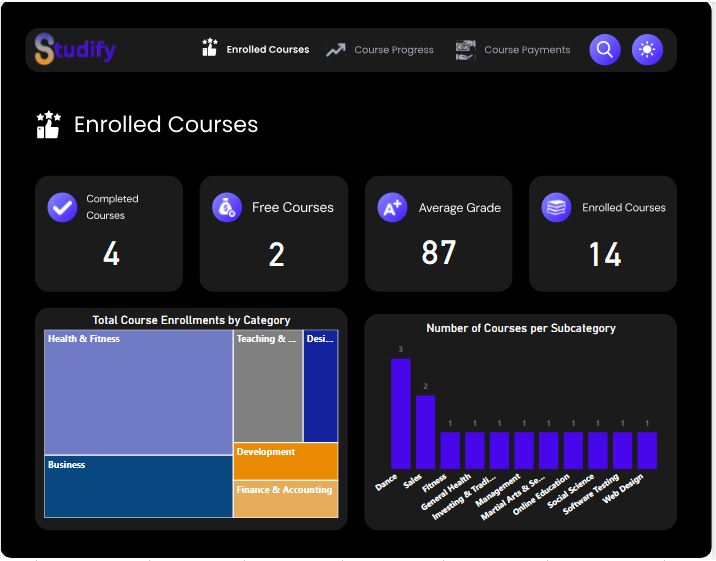 Studify
Enrolled Courses
Course Progress
Course Payments
Enrolled Courses
Completed
Courses
4
Free Courses
2
A+
Average Grade
87
Enrolled Courses
14
Total Course Enrollments by Category
Health & Fitness
Teaching & ...
Desi...
Business
Development
Finance & Accounting
Number of Courses per Subcategory
3
2
1
1
1
1
1
1
1
1
1
Dance
Sales
Fitness
General Health
Investing & Tradi...
Management
Martial Arts & Se...
Online Education
Social Science
Software Testing
Web Design